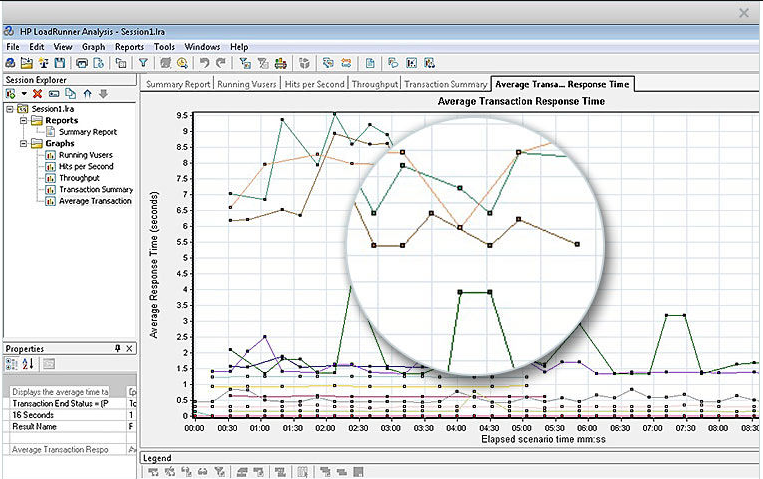 HP LoadRunner Analysis - Session1.lra
File Edit View Graph Reports Tools Windows Help
Session Explorer
Session1.lra
Reports
Summary Report
Graphs
Running Vusers
Hits per Second
Throughput
Transaction Summary
Average Transaction
Properties
Displays the average time ta
Transaction End Status = (P
16 Seconds 1
Result Name F
Average Transaction Respo
Summary Report Running Vusers Hits per Second Throughput Transaction Summary Average Transa... Response Time
Average Transaction Response Time
Average Response Time (seconds)
9.5
9
8.5
8
7.5
7
6.5
6
5.5
5
4.5
4
3.5
3
2.5
2
1.5
1
0.5
0
00:00 00:30 01:00 01:30 02:00 02:30 03:00 03:30 04:00 04:30 05:00 05:30 06:00 06:30 07:00 07:30 08:00 08:30
Elapsed scenario time mm:ss
Legend